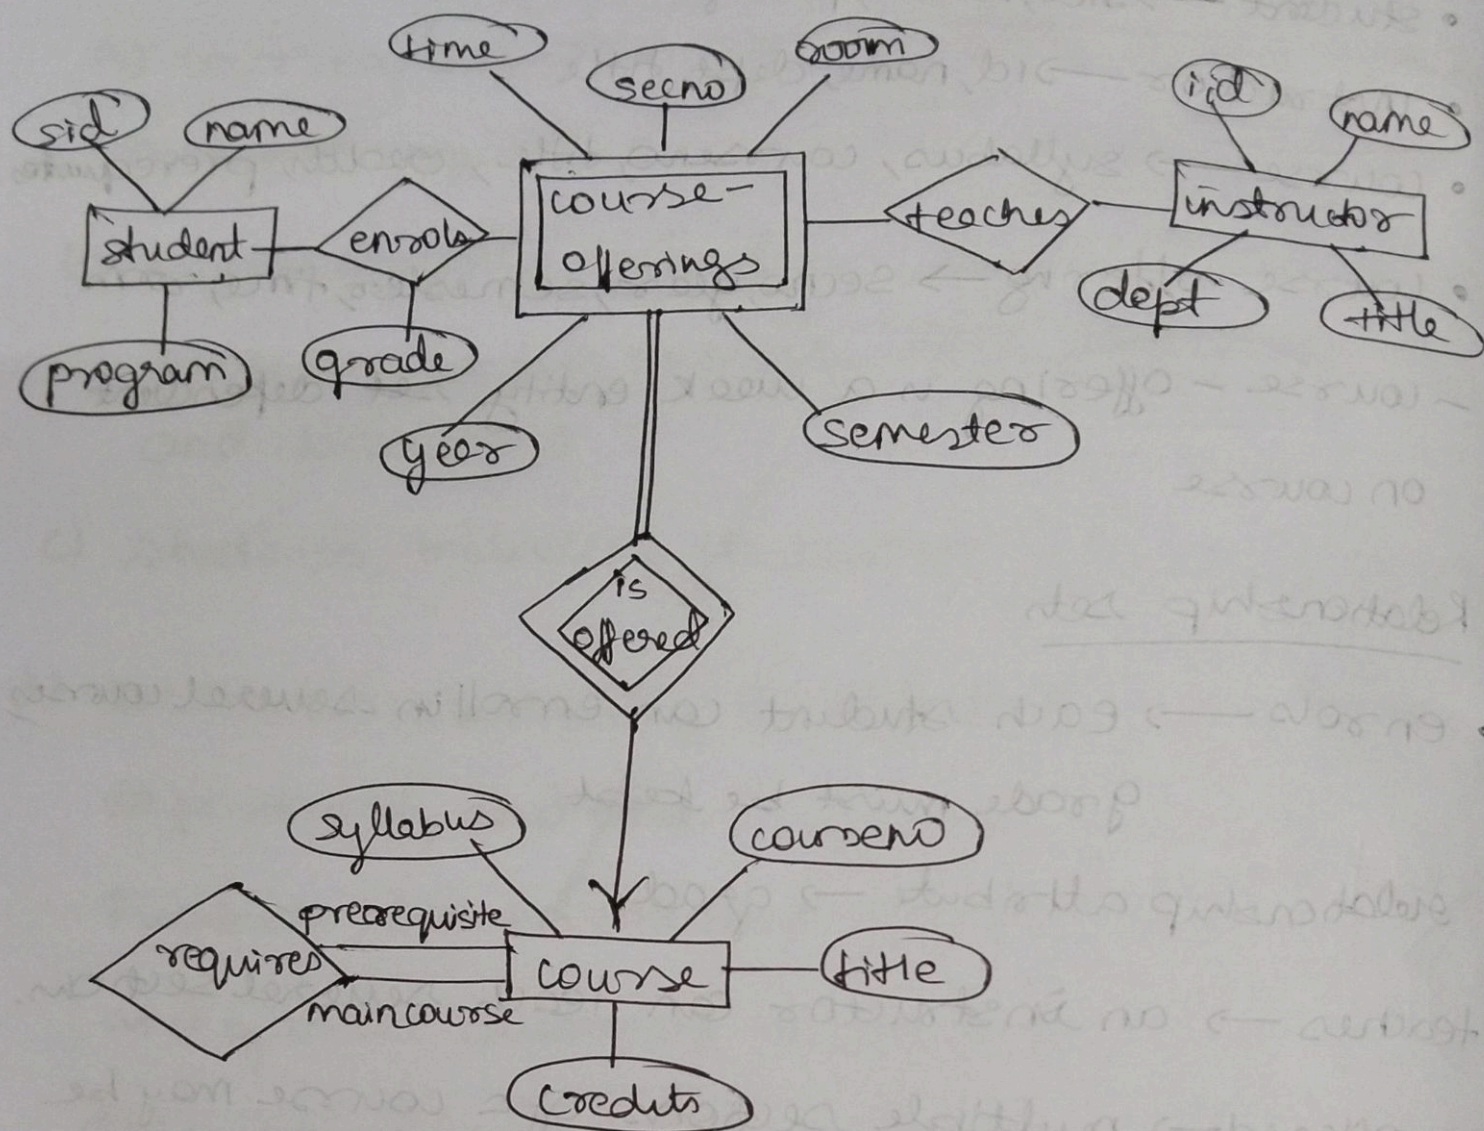 time
secno
room
sid
name
i,d
name
student
enrols
course-
offerings
teaches
instructor
program
grade
dept
title
year
semester
is
offered
syllabus
courseno
prerequisite
requires
course
title
maincourse
credits